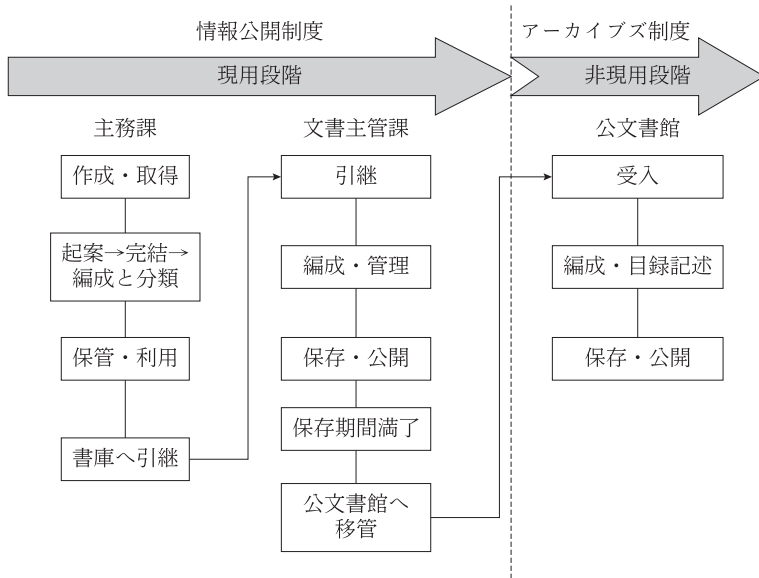 情報公開制度
アーカイブズ制度
現用段階
非現用段階
主務課
文書主管課
公文書館
作成・取得
起案→完結→
編成と分類
保管・利用
書庫へ引継
引継
編成・管理
保存・公開
保存期間満了
公文書館へ
移管
受入
編成・目録記述
保存・公開